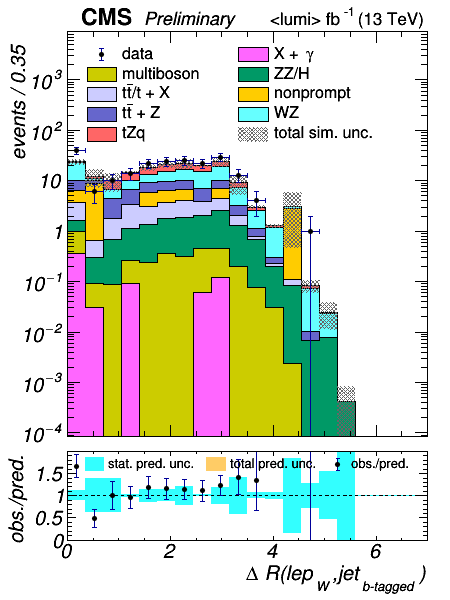 CMS Preliminary <lumi> fb⁻¹ (13 TeV)
events / 0.35
10³
10²
10
1
10⁻¹
10⁻²
10⁻³
10⁻⁴
data
multiboson
tt̄/t + X
tt̄ + Z
tZq
X + γ
ZZ/H
nonprompt
WZ
total sim. unc.
obs./pred.
1.5
1
0.5
0
stat. pred. unc. total pred. unc. obs./pred.
0 2 4 6
Δ R(lep_W,jet_b-tagged)